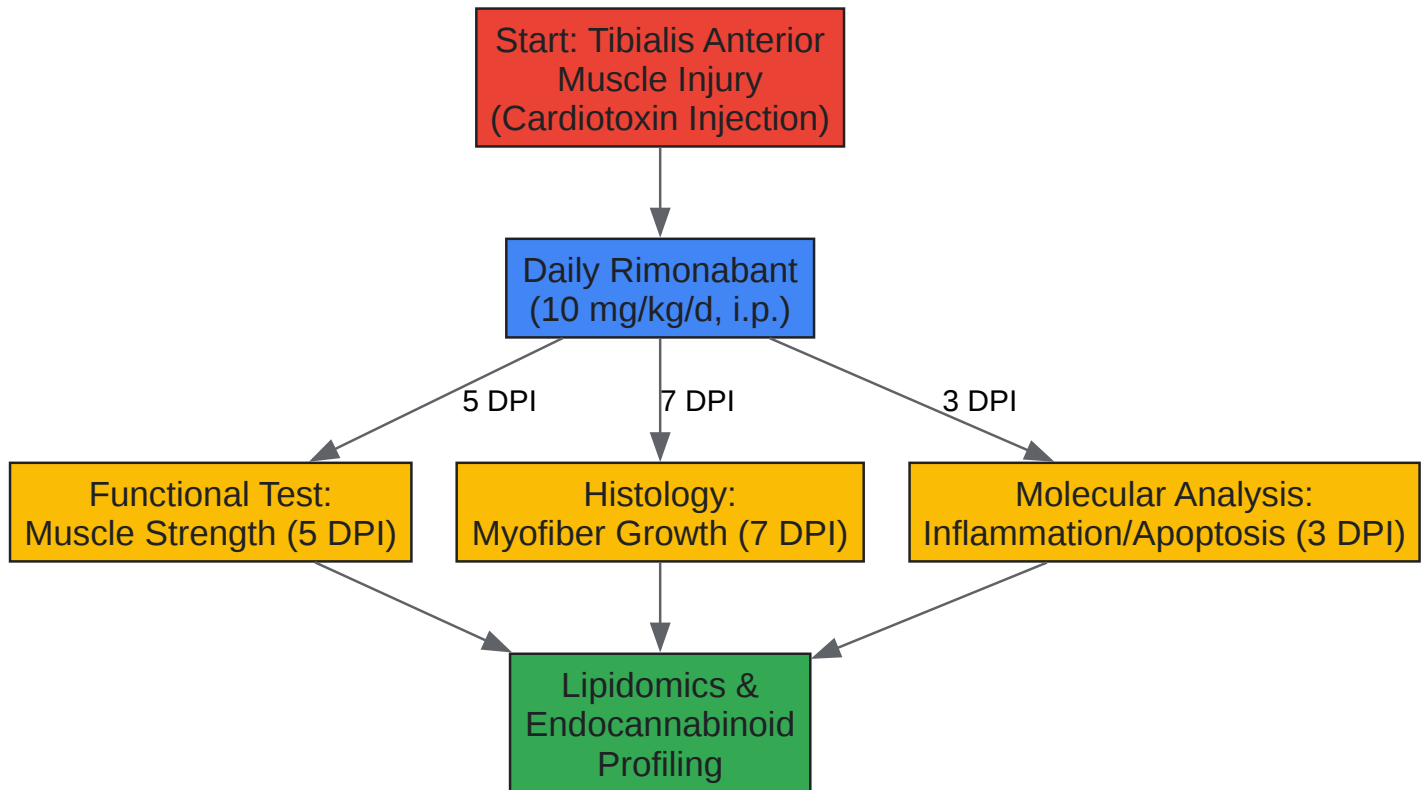 Start: Tibialis Anterior
Muscle Injury
(Cardiotoxin Injection)
Daily Rimonabant
(10 mg/kg/d, i.p.)
5 DPI
7 DPI
3 DPI
Functional Test:
Muscle Strength (5 DPI)
Histology:
Myofiber Growth (7 DPI)
Molecular Analysis:
Inflammation/Apoptosis (3 DPI)
Lipidomics &
Endocannabinoid
Profiling